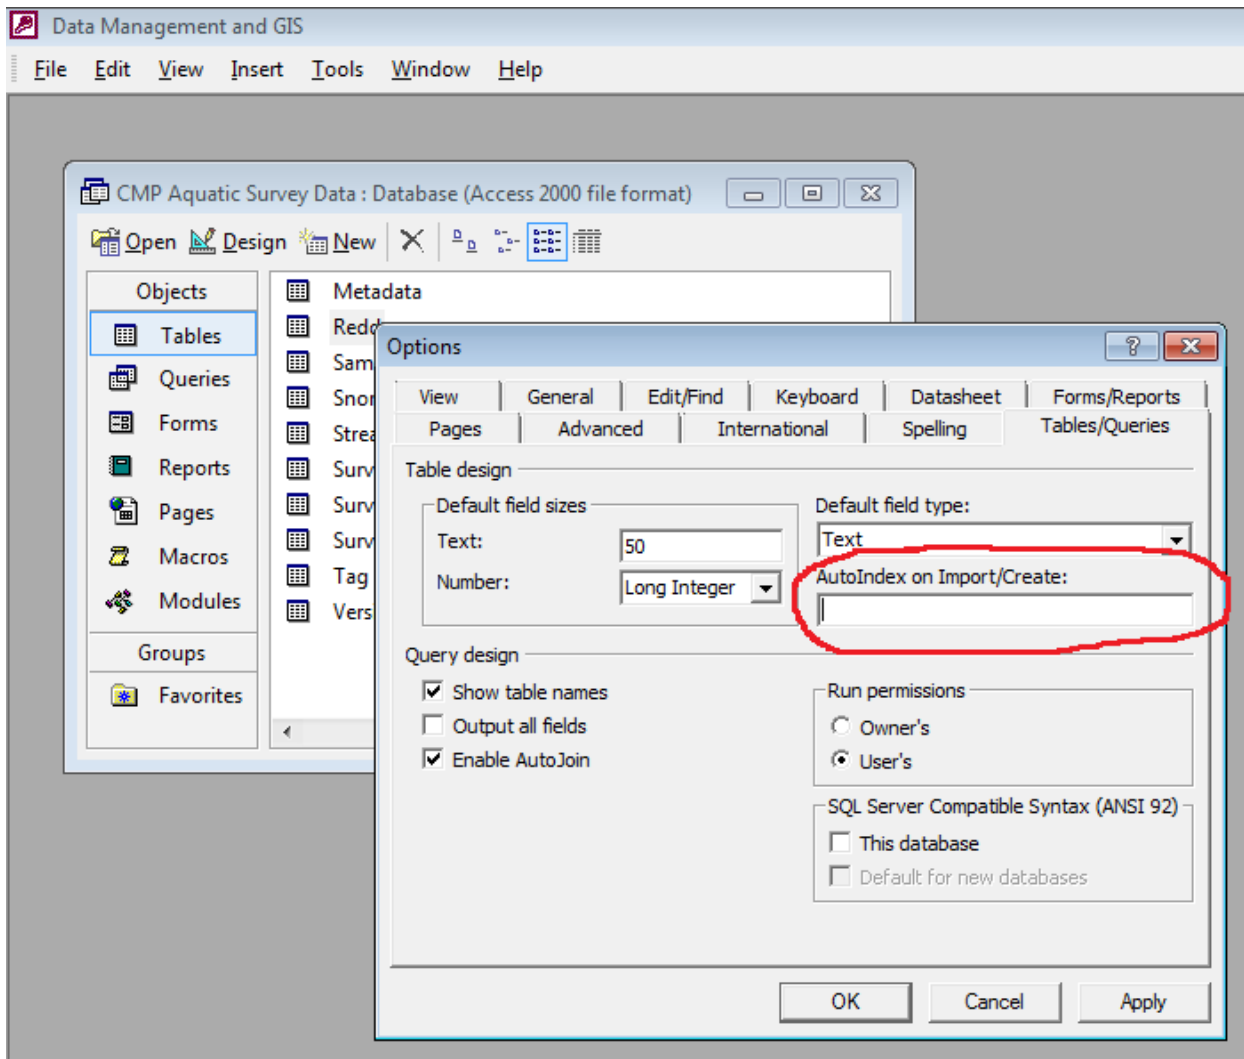 Data Management and GIS
File Edit View Insert Tools Window Help
CMP Aquatic Survey Data : Database (Access 2000 file format)
Open Design New
Objects
Tables
Queries
Forms
Reports
Pages
Macros
Modules
Groups
Favorites
Metadata
Redd
Sam
Snor
Strea
Surv
Surv
Surv
Tag
Vers
Options
View General Edit/Find Keyboard Datasheet Forms/Reports
Pages Advanced International Spelling Tables/Queries
Table design
Default field sizes
Text: 50
Number: Long Integer
Default field type:
Text
AutoIndex on Import/Create:
Query design
Show table names
Output all fields
Enable AutoJoin
Run permissions
Owner's
User's
SQL Server Compatible Syntax (ANSI 92)
This database
Default for new databases
OK Cancel Apply